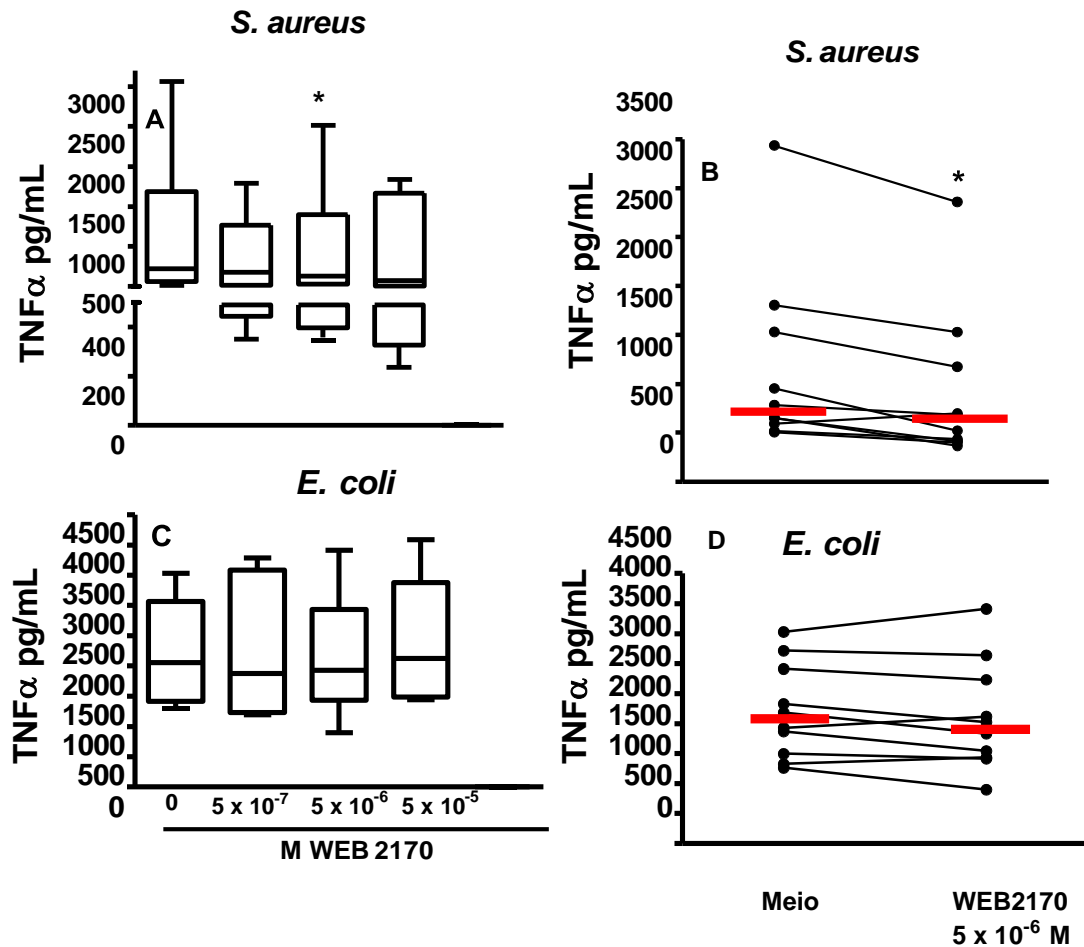 S. aureus
A
*
3000
2500
2000
1500
1000
500
400
200
0
TNFα pg/mL
S. aureus
B
*
3500
3000
2500
2000
1500
1000
500
0
TNFα pg/mL
E. coli
C
4500
4000
3500
3000
2500
2000
1500
1000
500
0
TNFα pg/mL
0 5 x 10⁻⁷ 5 x 10⁻⁶ 5 x 10⁻⁵
M WEB 2170
D E. coli
4500
4000
3500
3000
2500
2000
1500
1000
500
0
TNFα pg/mL
Meio WEB2170
5 x 10⁻⁶ M